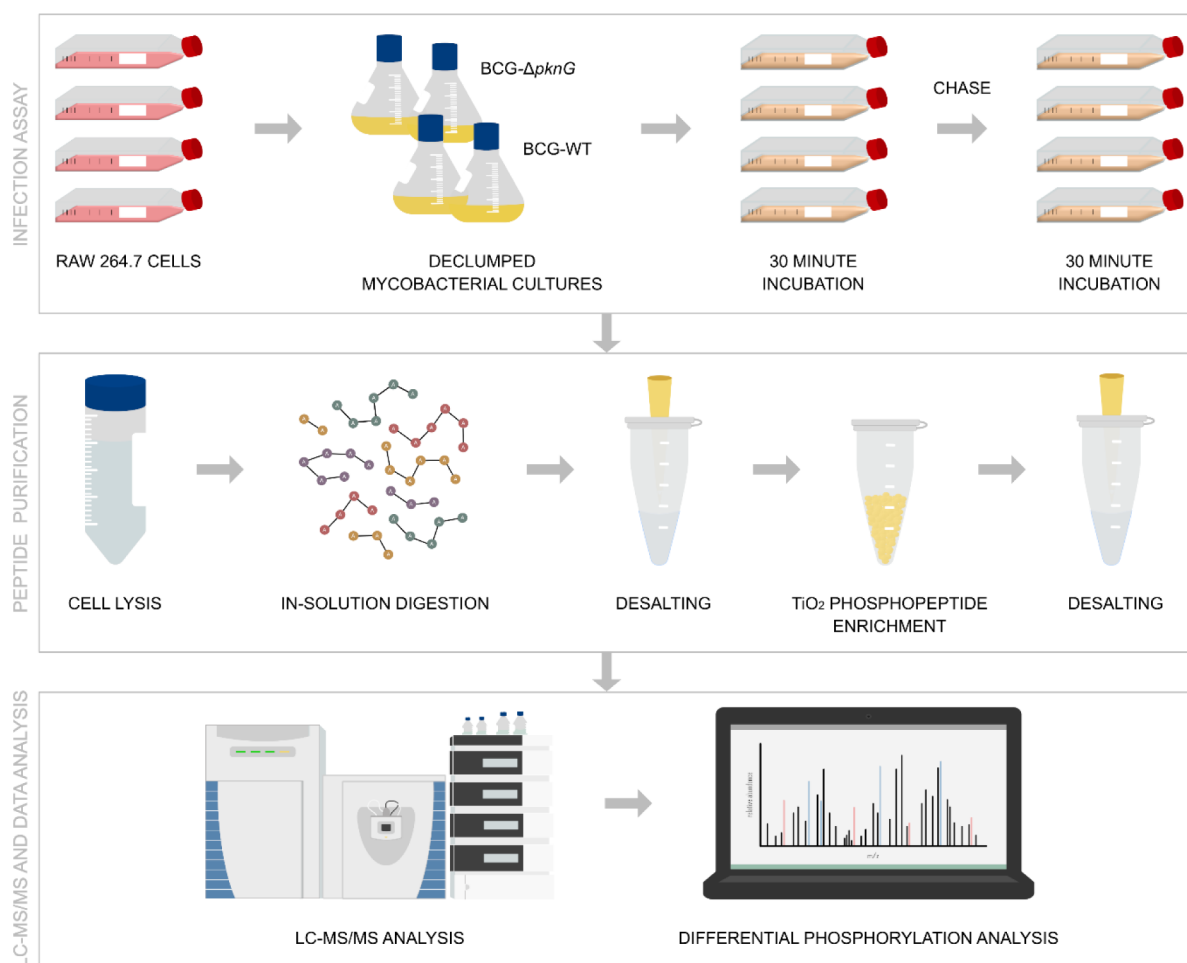 INFECTION ASSAY
BCG-ΔpknG
BCG-WT
CHASE
RAW 264.7 CELLS
DECLUMPED
MYCOBACTERIAL CULTURES
30 MINUTE
INCUBATION
30 MINUTE
INCUBATION
PEPTIDE PURIFICATION
CELL LYSIS
IN-SOLUTION DIGESTION
DESALTING
TiO₂ PHOSPHOPEPTIDE
ENRICHMENT
DESALTING
LC-MS/MS AND DATA ANALYSIS
relative abundance
m/z
LC-MS/MS ANALYSIS
DIFFERENTIAL PHOSPHORYLATION ANALYSIS